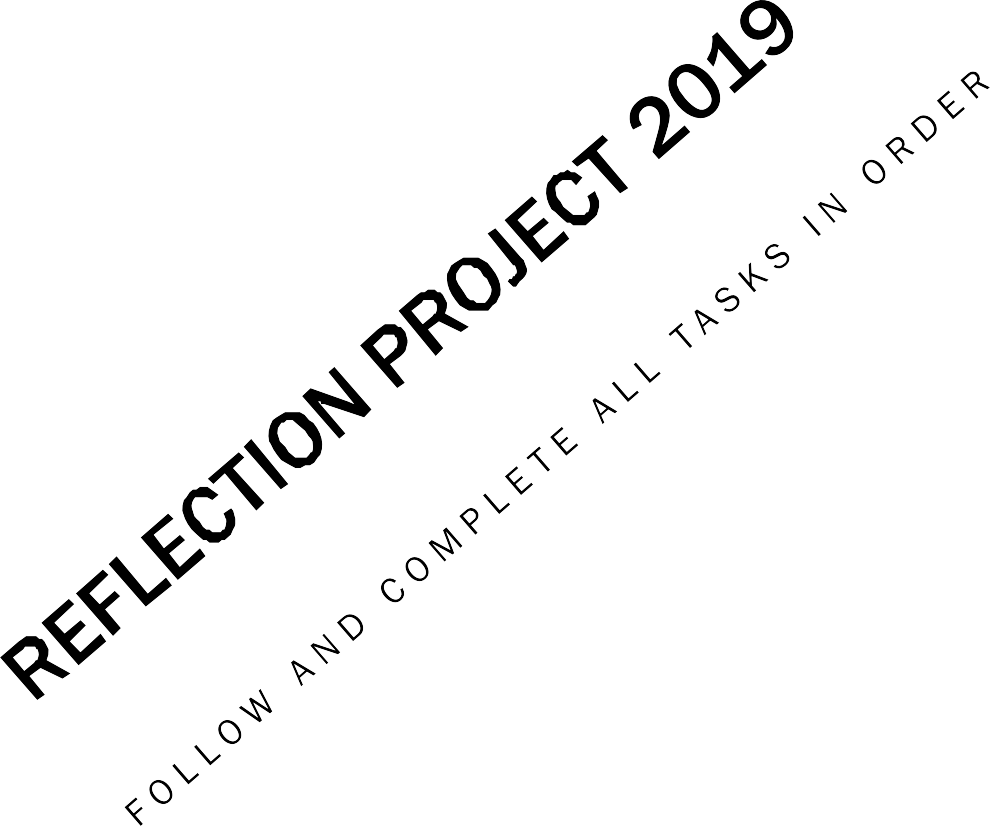 REFLECTION PROJECT 2019
FOLLOW AND COMPLETE ALL TASKS IN ORDER